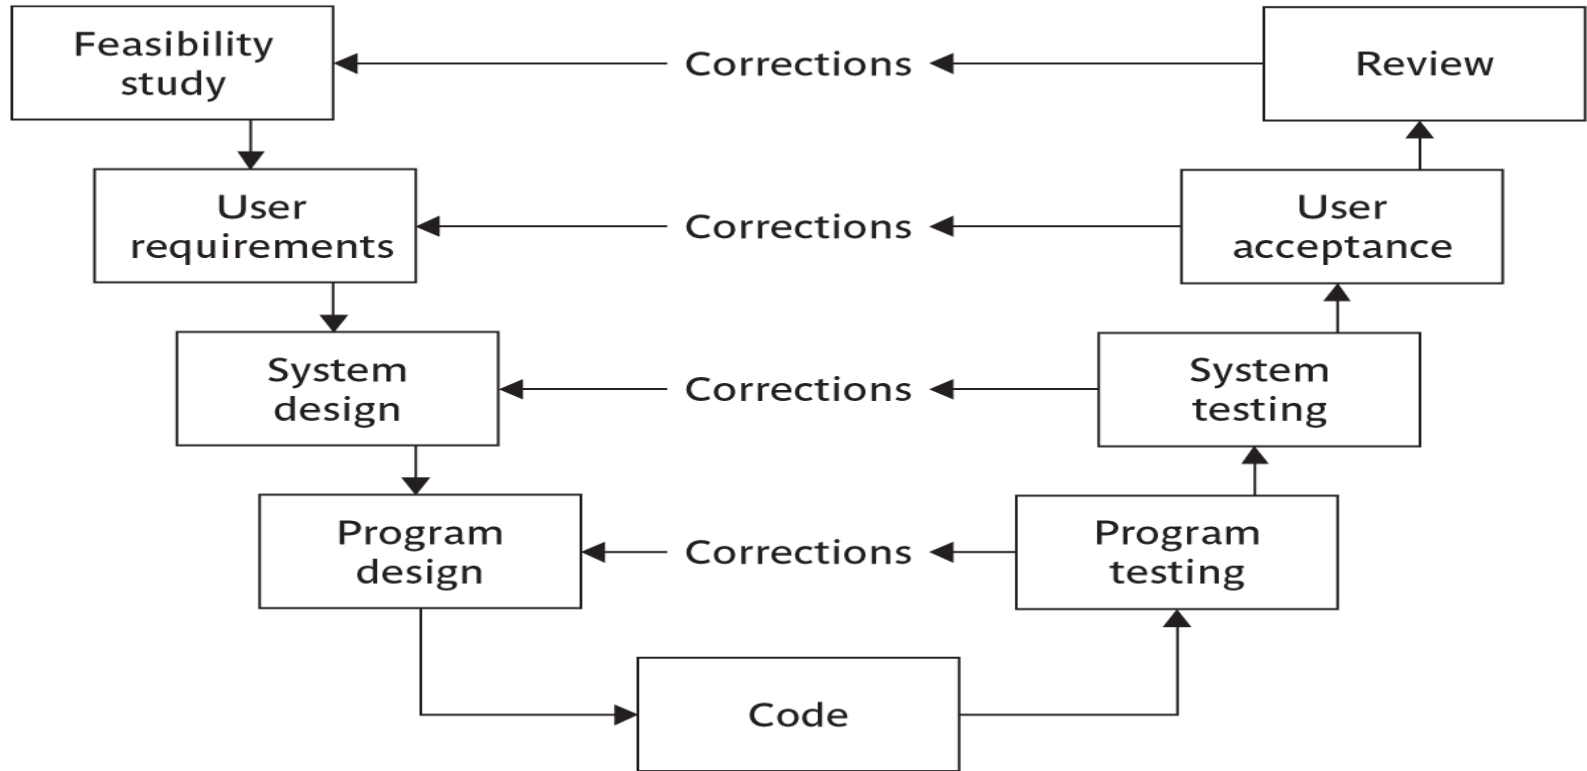 Feasibility
study
Corrections
Review
User
requirements
Corrections
User
acceptance
System
design
Corrections
System
testing
Program
design
Corrections
Program
testing
Code